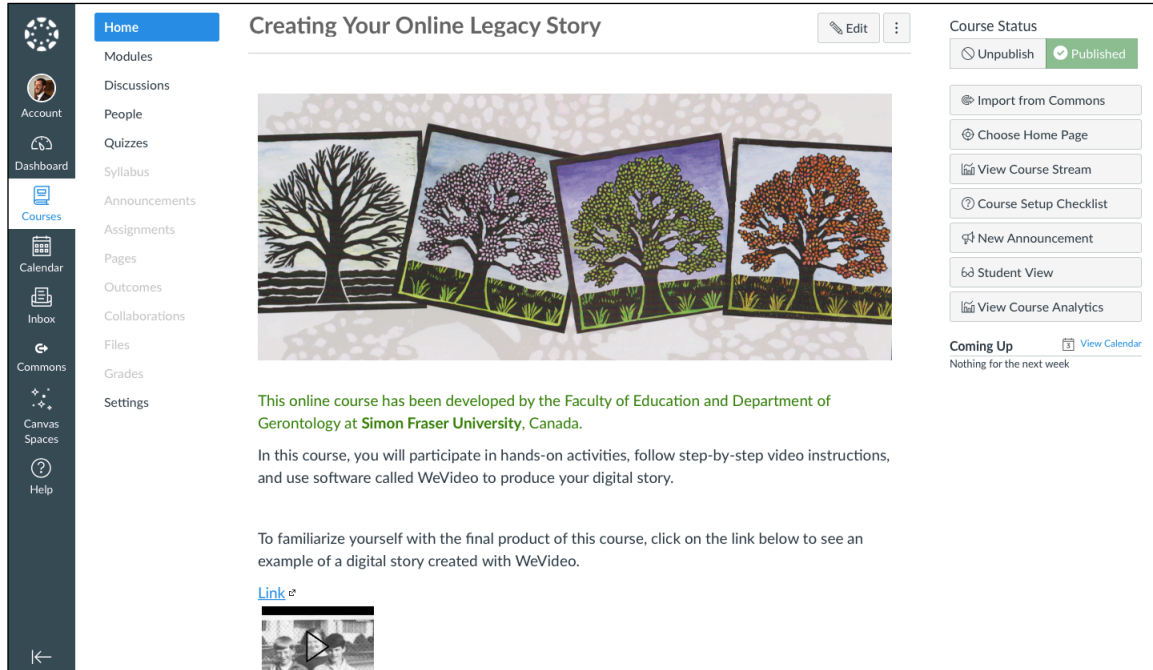 Account
Dashboard
Courses
Calendar
Inbox
Commons
Canvas
Spaces
Help
Home
Modules
Discussions
People
Quizzes
Syllabus
Announcements
Assignments
Pages
Outcomes
Collaborations
Files
Grades
Settings
Creating Your Online Legacy Story
Edit
This online course has been developed by the Faculty of Education and Department of
Gerontology at Simon Fraser University, Canada.
In this course, you will participate in hands-on activities, follow step-by-step video instructions,
and use software called WeVideo to produce your digital story.
To familiarize yourself with the final product of this course, click on the link below to see an
example of a digital story created with WeVideo.
Link
Course Status
Unpublish Published
Import from Commons
Choose Home Page
View Course Stream
Course Setup Checklist
New Announcement
Student View
View Course Analytics
Coming Up 3 View Calendar
Nothing for the next week